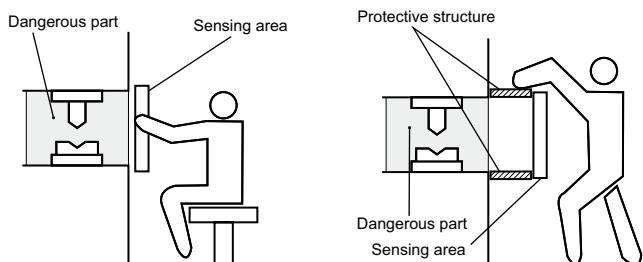 Dangerous part
Sensing area
Protective structure
Dangerous part
Sensing area